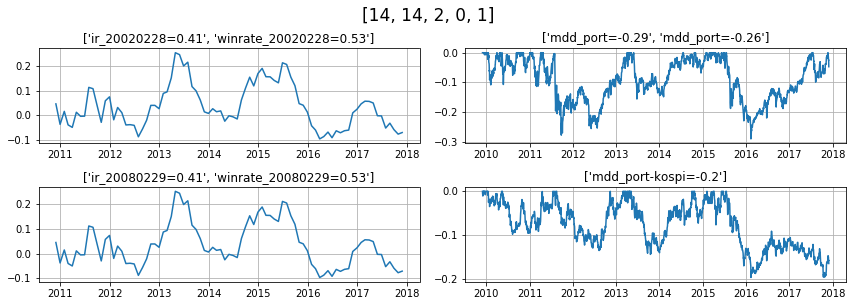 [14, 14, 2, 0, 1]
['ir_20020228=0.41', 'winrate_20020228=0.53']
0.2
0.1
0.0
−0.1
2011 2012 2013 2014 2015 2016 2017 2018
['mdd_port=-0.29', 'mdd_port=-0.26']
0.0
−0.1
−0.2
−0.3
2010 2011 2012 2013 2014 2015 2016 2017 2018
['ir_20080229=0.41', 'winrate_20080229=0.53']
0.2
0.1
0.0
−0.1
2011 2012 2013 2014 2015 2016 2017 2018
['mdd_port-kospi=-0.2']
0.0
−0.1
−0.2
2010 2011 2012 2013 2014 2015 2016 2017 2018